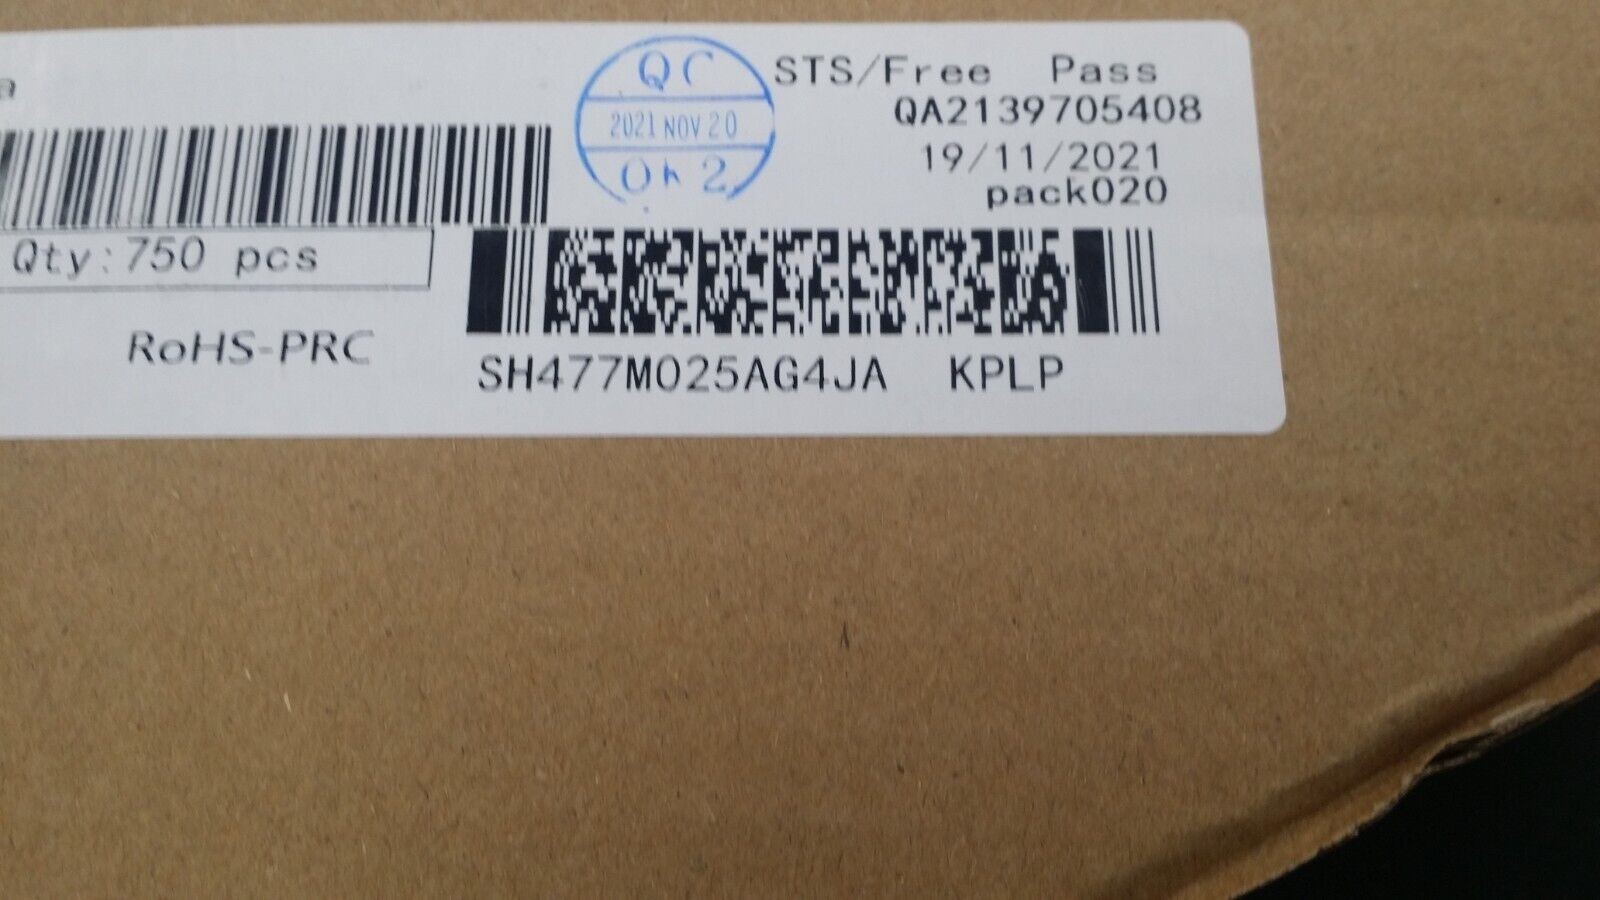 a
QC
2021 NOV 20
OK 2
STS/Free Pass
QA2139705408
19/11/2021
pack020
Qty:750 pcs
RoHS-PRC
SH477M025AG4JA KPLP